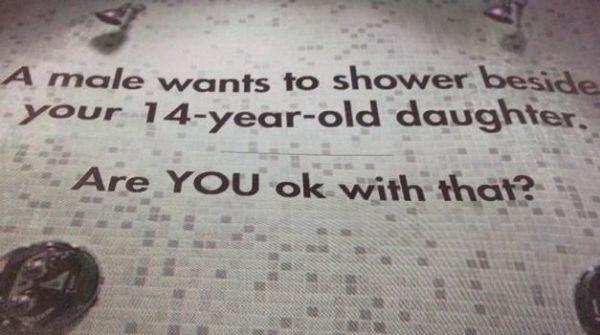 A male wants to shower beside
your 14-year-old daughter.
Are YOU ok with that?